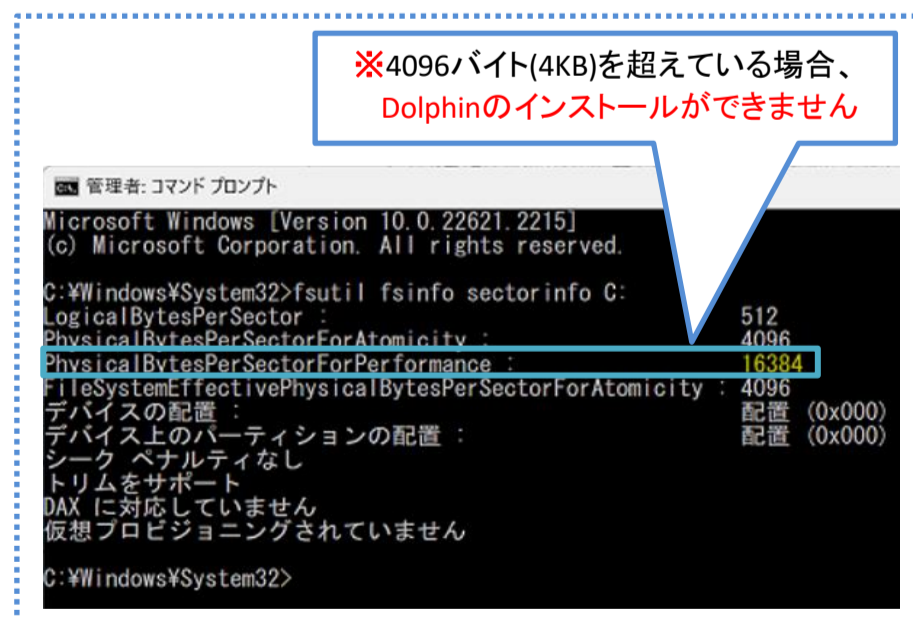 ※4096バイト(4KB)を超えている場合、
Dolphinのインストールができません
管理者: コマンド プロンプト
Microsoft Windows [Version 10.0.22621.2215]
(c) Microsoft Corporation. All rights reserved.
C:¥Windows¥System32>fsutil fsinfo sectorinfo C:
LogicalBytesPerSector : 512
PhysicalBytesPerSectorForAtomicity : 4096
PhysicalBytesPerSectorForPerformance : 16384
FileSystemEffectivePhysicalBytesPerSectorForAtomicity : 4096
デバイスの配置 : 配置 (0x000)
デバイス上のパーティションの配置 : 配置 (0x000)
シーク ペナルティなし
トリムをサポート
DAX に対応していません
仮想プロビジョニングされていません
C:¥Windows¥System32>